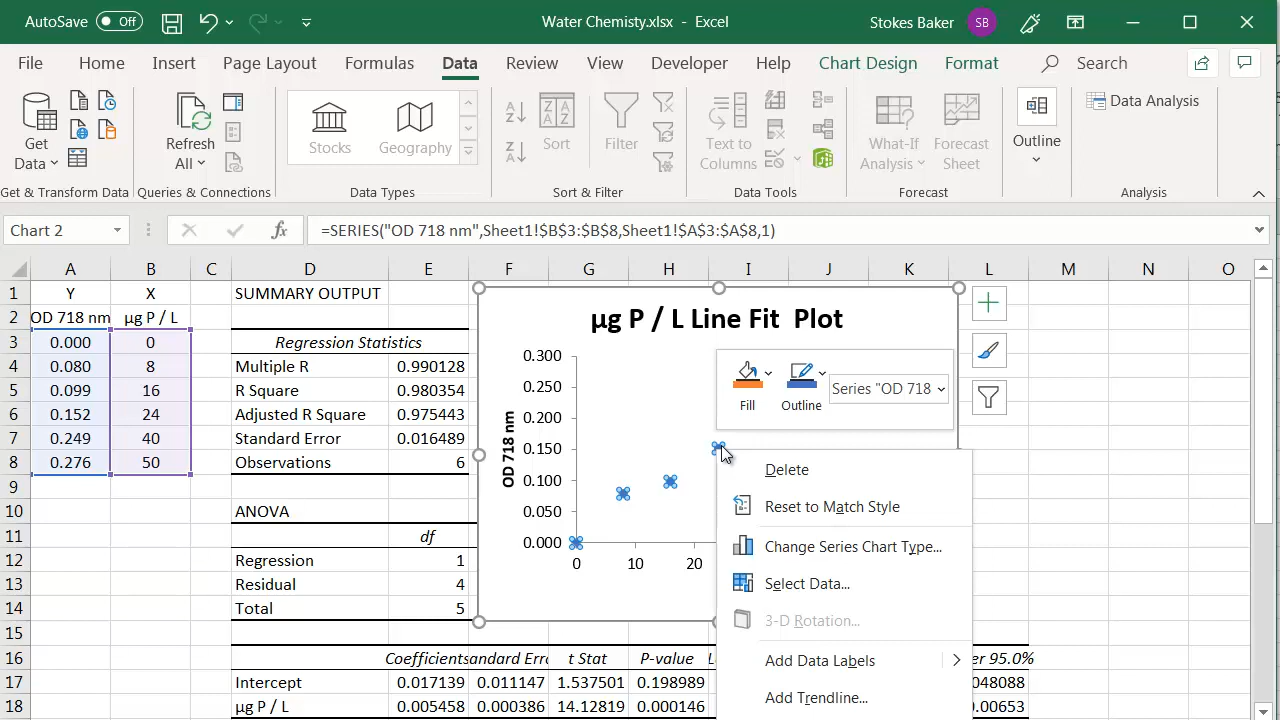 AutoSave Off Water Chemisty.xlsx - Excel Stokes Baker SB
File Home Insert Page Layout Formulas Data Review View Developer Help Chart Design Format Search
Get Data
Refresh All
Stocks
Geography
Sort
Filter
Text to Columns
What-If Analysis
Forecast Sheet
Outline
Data Analysis
Get & Transform Data Queries & Connections Data Types Sort & Filter Data Tools Forecast Analysis
Chart 2 fx =SERIES("OD 718 nm",Sheet1!$B$3:$B$8,Sheet1!$A$3:$A$8,1)
A B C D E F G H I J K L M N O
1 Y X SUMMARY OUTPUT
2 OD 718 nm µg P / L
3 0.000 0 Regression Statistics
4 0.080 8 Multiple R 0.990128
5 0.099 16 R Square 0.980354
6 0.152 24 Adjusted R Square 0.975443
7 0.249 40 Standard Error 0.016489
8 0.276 50 Observations 6
9
10 ANOVA
11 df
12 Regression 1
13 Residual 4
14 Total 5
15
16 Coefficients andard Erro t Stat P-value er 95.0%
17 Intercept 0.017139 0.011147 1.537501 0.198989 048088
18 µg P / L 0.005458 0.000386 14.12819 0.000146 0.00653
µg P / L Line Fit Plot
OD 718 nm
0.300
0.250
0.200
0.150
0.100
0.050
0.000
0 10 20
Fill Outline Series "OD 718
Delete
Reset to Match Style
Change Series Chart Type...
Select Data...
3-D Rotation...
Add Data Labels
Add Trendline...